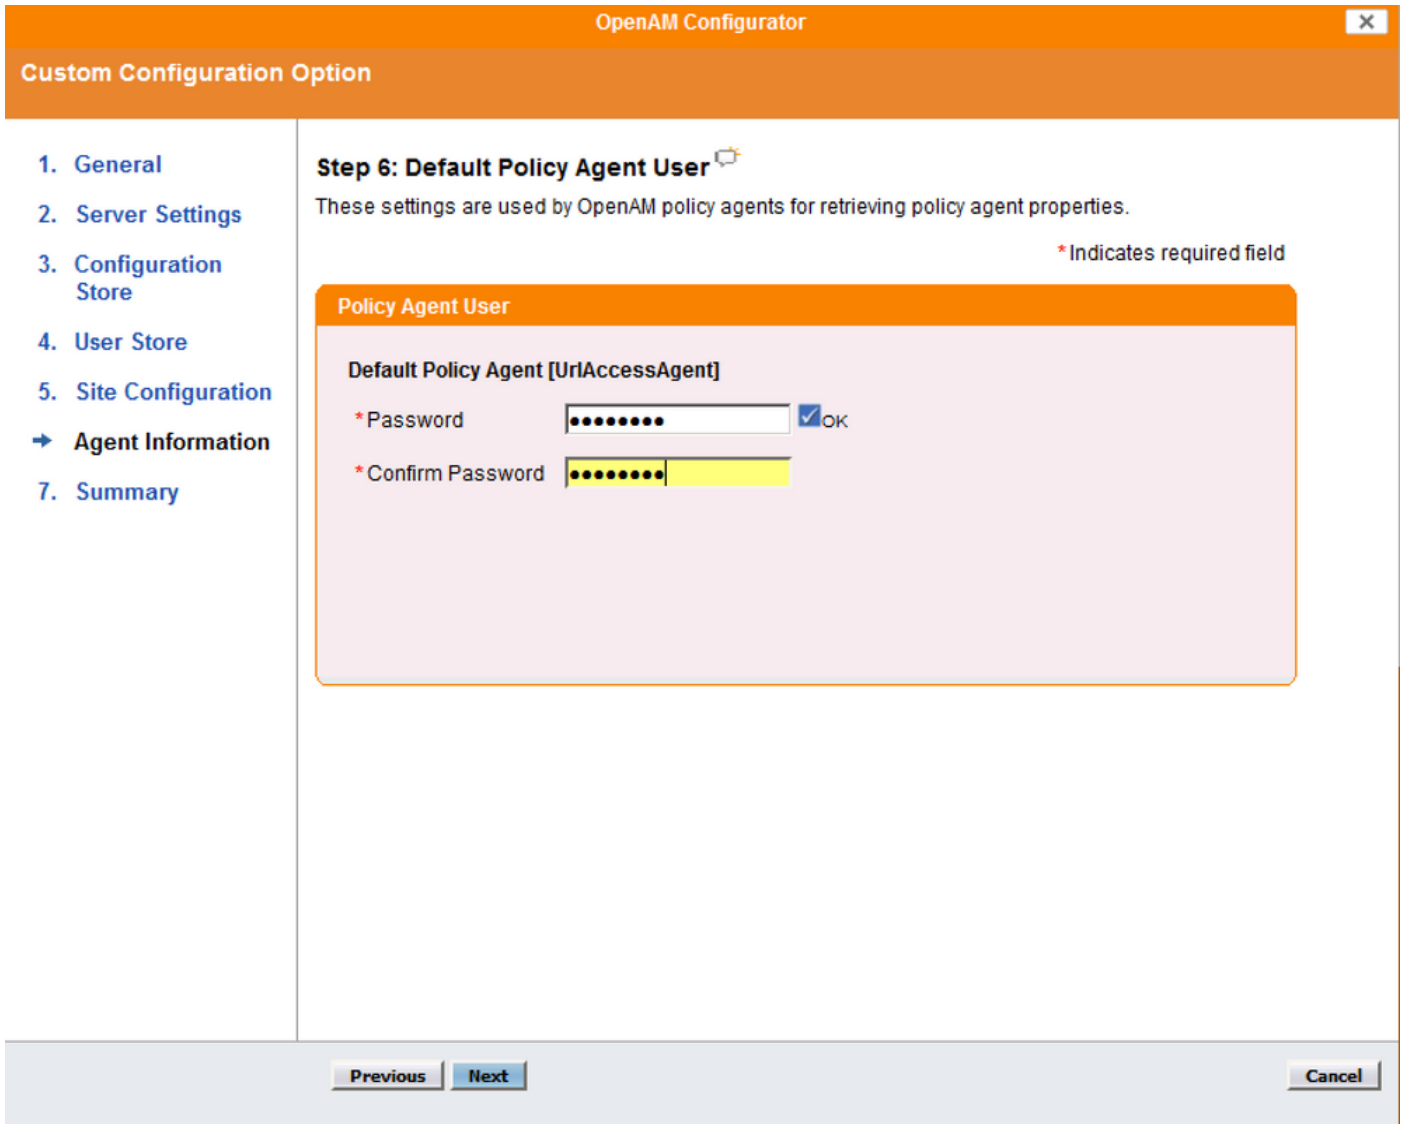 OpenAM Configurator
Custom Configuration Option
1. General
2. Server Settings
3. Configuration
Store
4. User Store
5. Site Configuration
Agent Information
7. Summary
Step 6: Default Policy Agent User
These settings are used by OpenAM policy agents for retrieving policy agent properties.
* Indicates required field
Policy Agent User
Default Policy Agent [UrlAccessAgent]
* Password ●●●●●●●● OK
* Confirm Password ●●●●●●●●
Previous Next Cancel